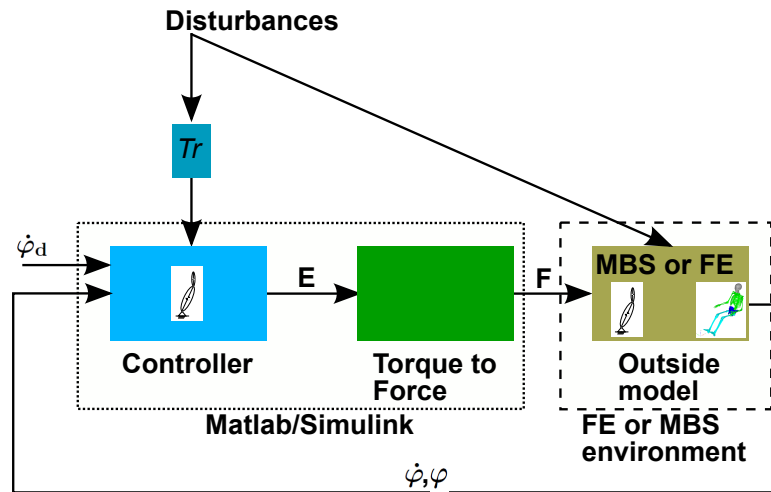 Disturbances
Tr
φ̇d
E
F
MBS or FE
Controller
Torque to
Force
Outside
model
Matlab/Simulink
FE or MBS
environment
φ̇,φ